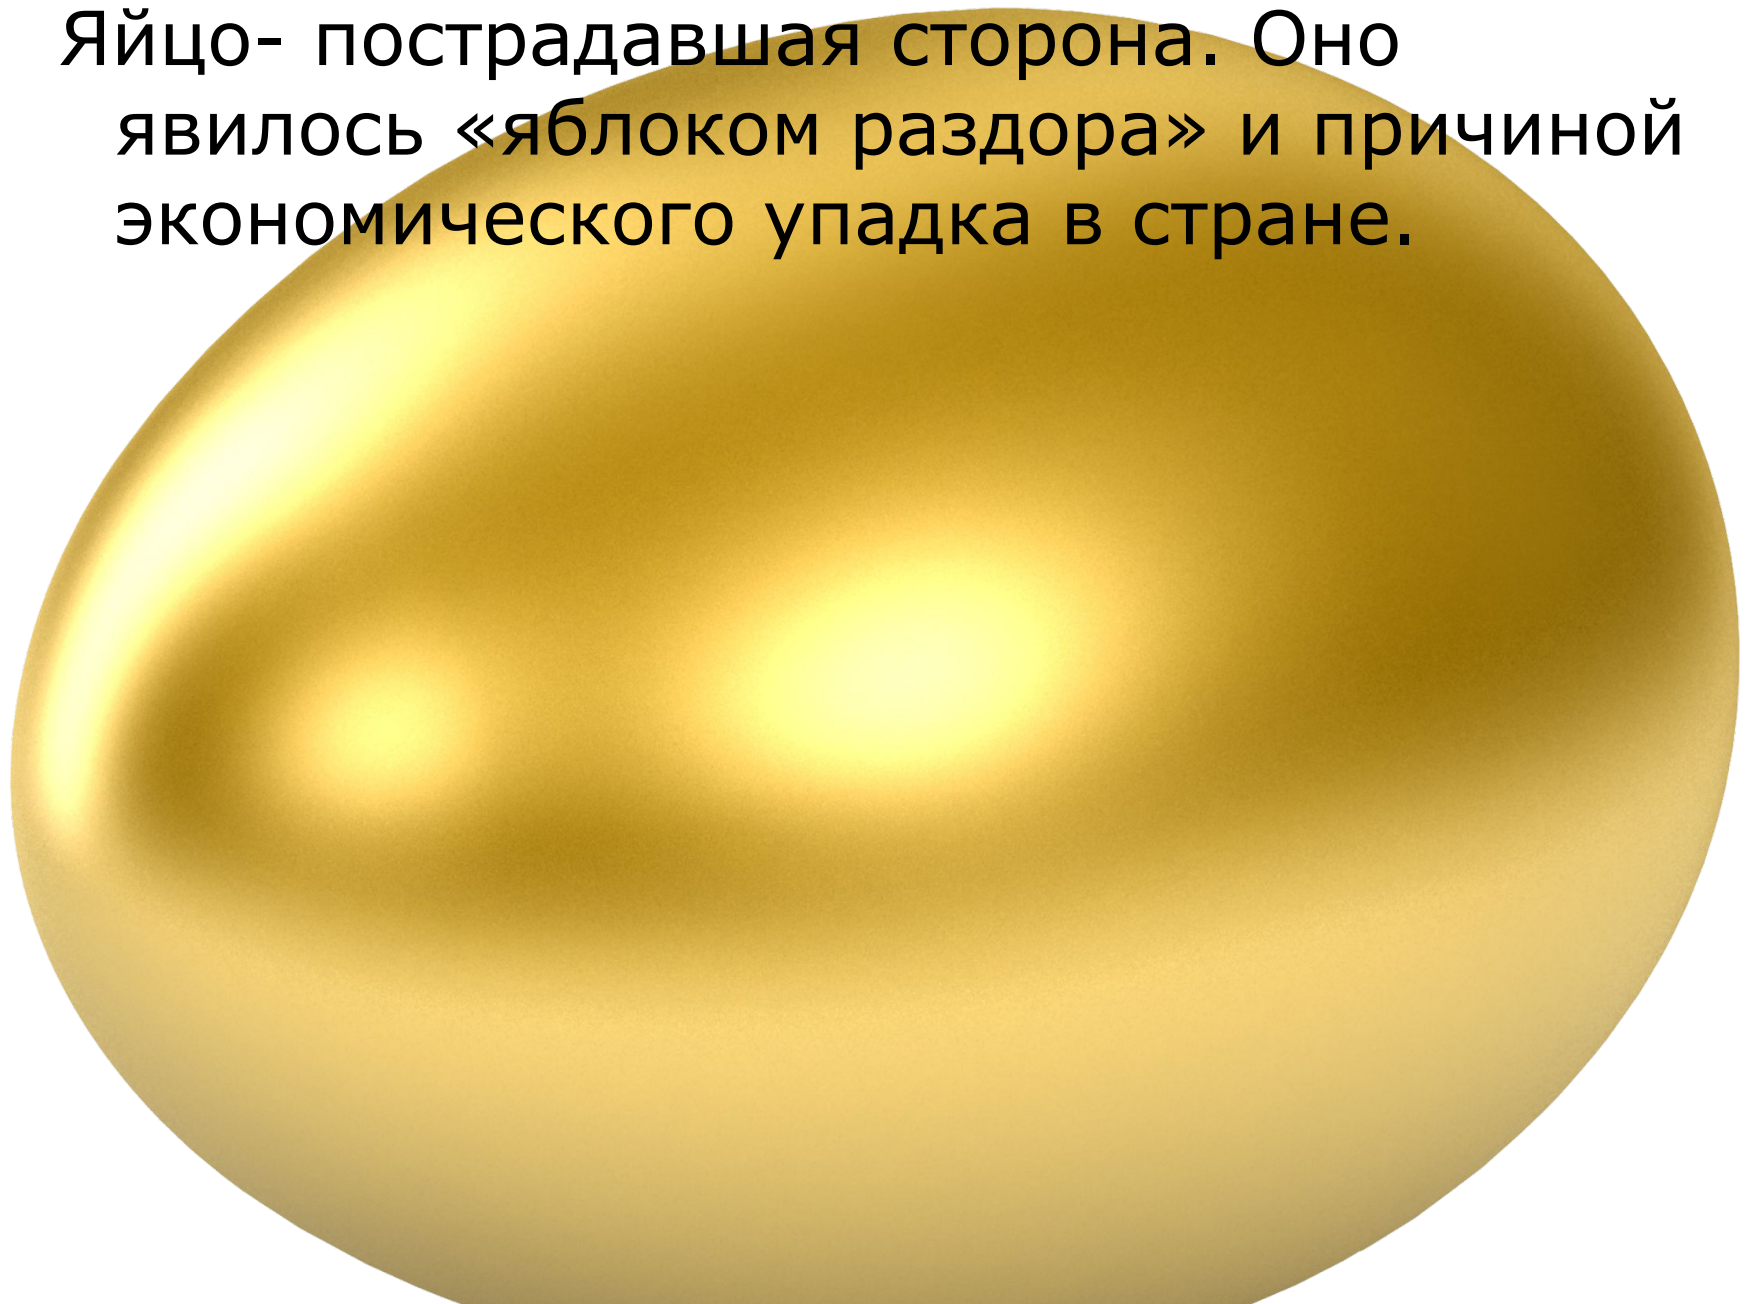 Яйцо- пострадавшая сторона. Оно
явилось «яблоком раздора» и причиной
экономического упадка в стране.